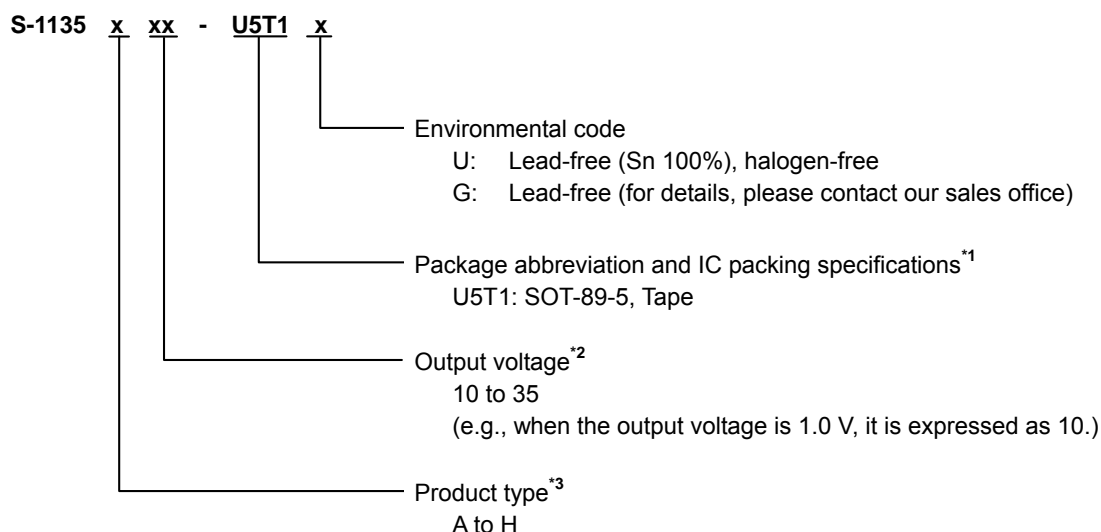 S-1135 x xx - U5T1 x
Environmental code
U: Lead-free (Sn 100%), halogen-free
G: Lead-free (for details, please contact our sales office)
Package abbreviation and IC packing specifications*1
U5T1: SOT-89-5, Tape
Output voltage*2
10 to 35
(e.g., when the output voltage is 1.0 V, it is expressed as 10.)
Product type*3
A to H